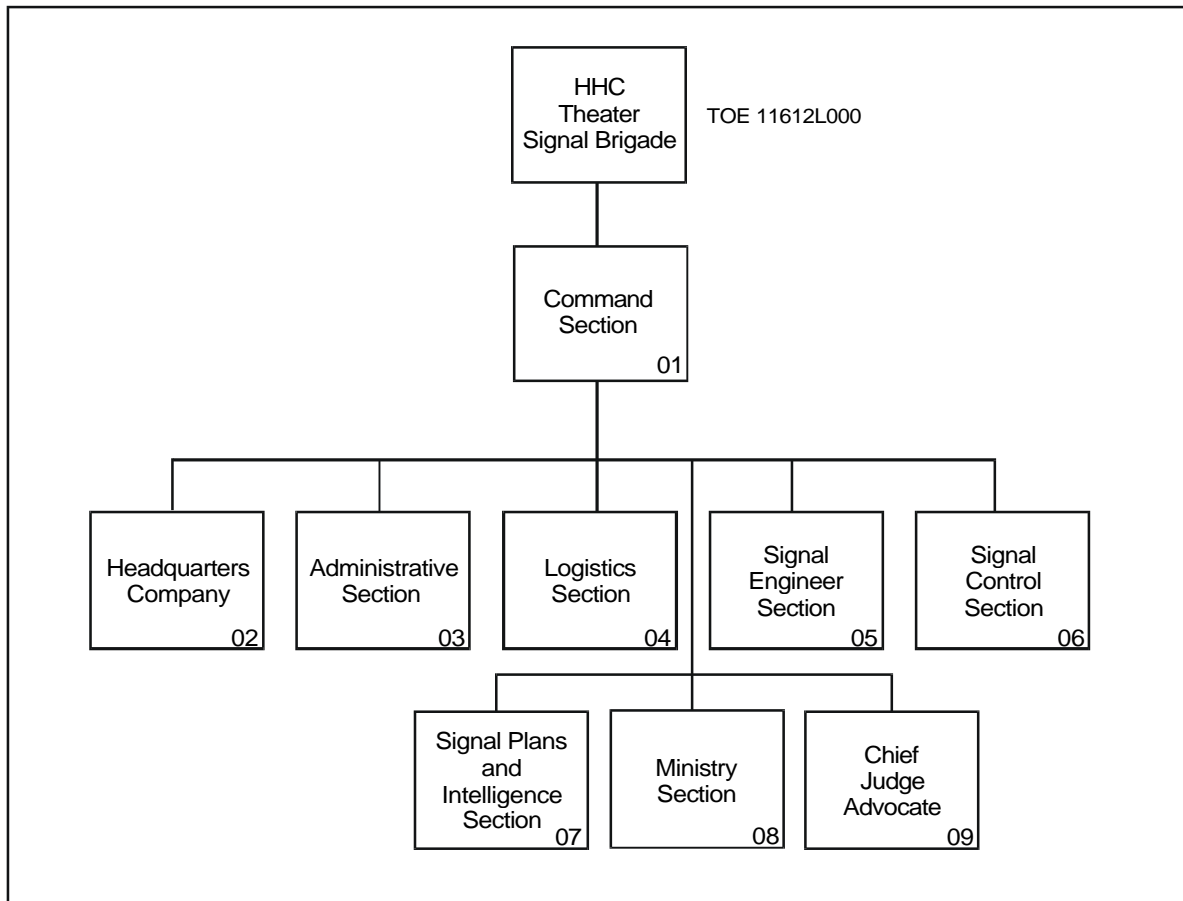 HHC
Theater
Signal Brigade
TOE 11612L000
Command
Section
01
Headquarters
Company
02
Administrative
Section
03
Logistics
Section
04
Signal
Engineer
Section
05
Signal
Control
Section
06
Signal Plans
and
Intelligence
Section
07
Ministry
Section
08
Chief
Judge
Advocate
09